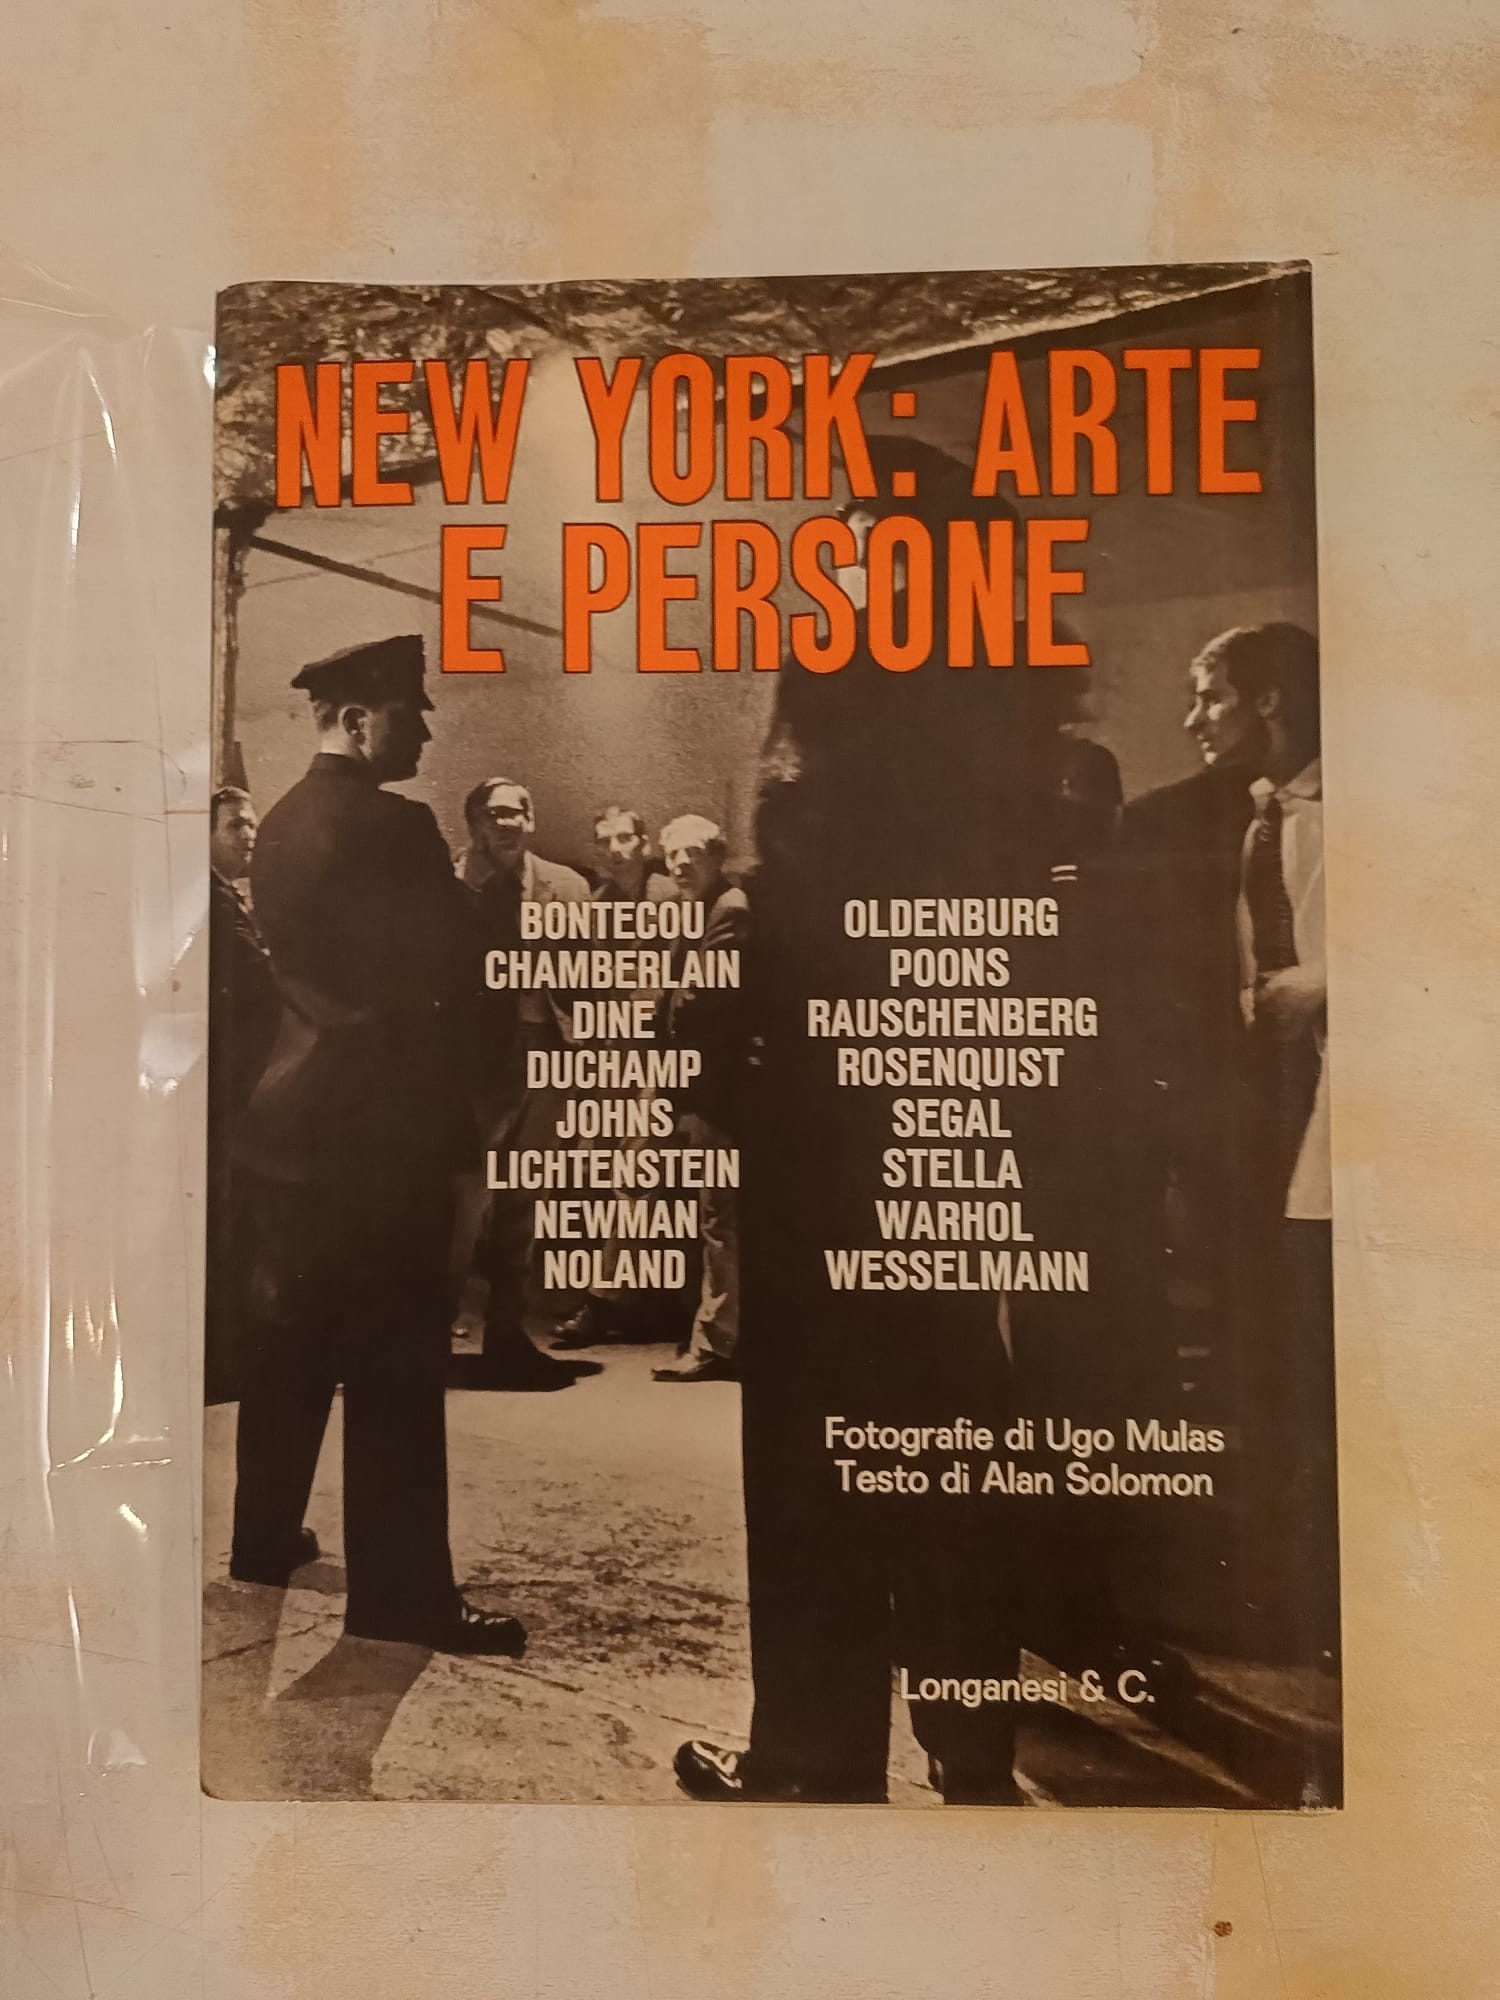 NEW YORK: ARTE
E PERSONE
BONTECOU
CHAMBERLAIN
DINE
DUCHAMP
JOHNS
LICHTENSTEIN
NEWMAN
NOLAND
OLDENBURG
POONS
RAUSCHENBERG
ROSENQUIST
SEGAL
STELLA
WARHOL
WESSELMANN
Fotografie di Ugo Mulas
Testo di Alan Solomon
Longanesi & C.